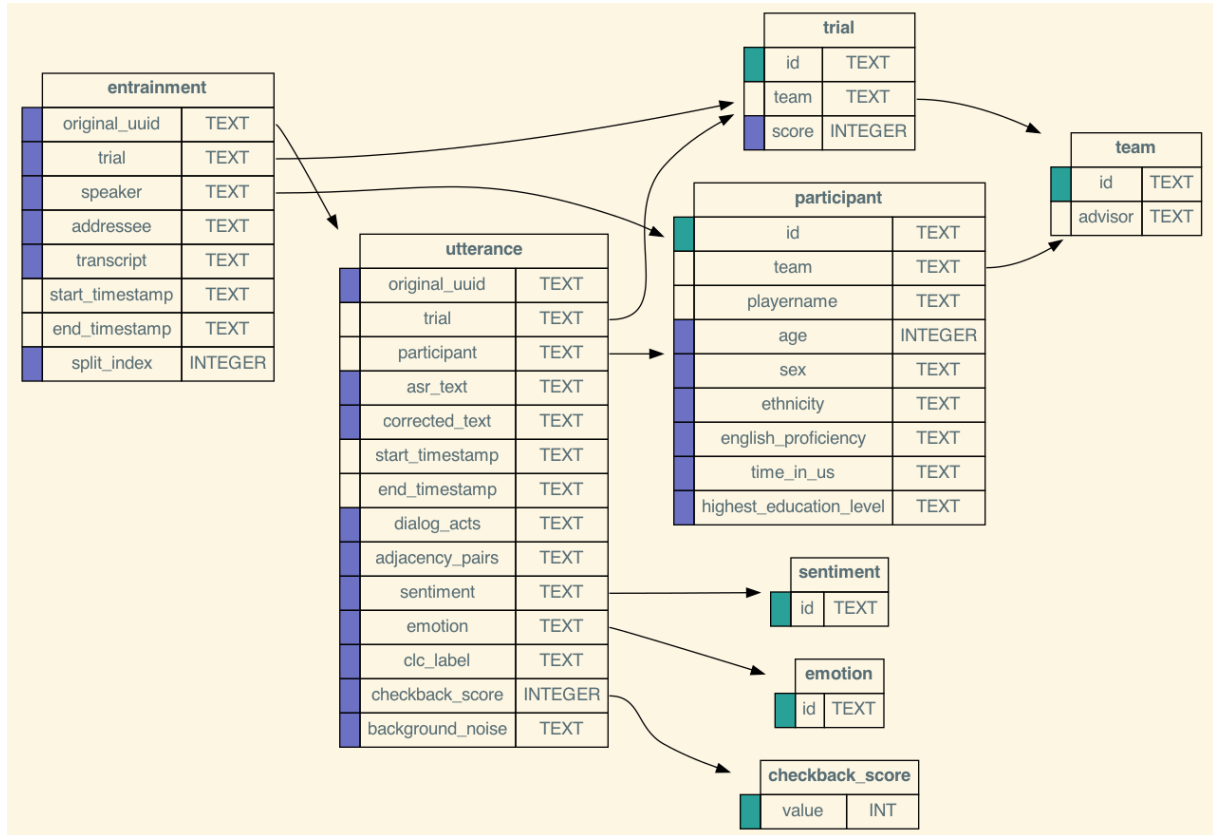 entrainment
original_uuid TEXT
trial TEXT
speaker TEXT
addressee TEXT
transcript TEXT
start_timestamp TEXT
end_timestamp TEXT
split_index INTEGER
utterance
original_uuid TEXT
trial TEXT
participant TEXT
asr_text TEXT
corrected_text TEXT
start_timestamp TEXT
end_timestamp TEXT
dialog_acts TEXT
adjacency_pairs TEXT
sentiment TEXT
emotion TEXT
clc_label TEXT
checkback_score INTEGER
background_noise TEXT
trial
id TEXT
team TEXT
score INTEGER
participant
id TEXT
team TEXT
playername TEXT
age INTEGER
sex TEXT
ethnicity TEXT
english_proficiency TEXT
time_in_us TEXT
highest_education_level TEXT
team
id TEXT
advisor TEXT
sentiment
id TEXT
emotion
id TEXT
checkback_score
value INT